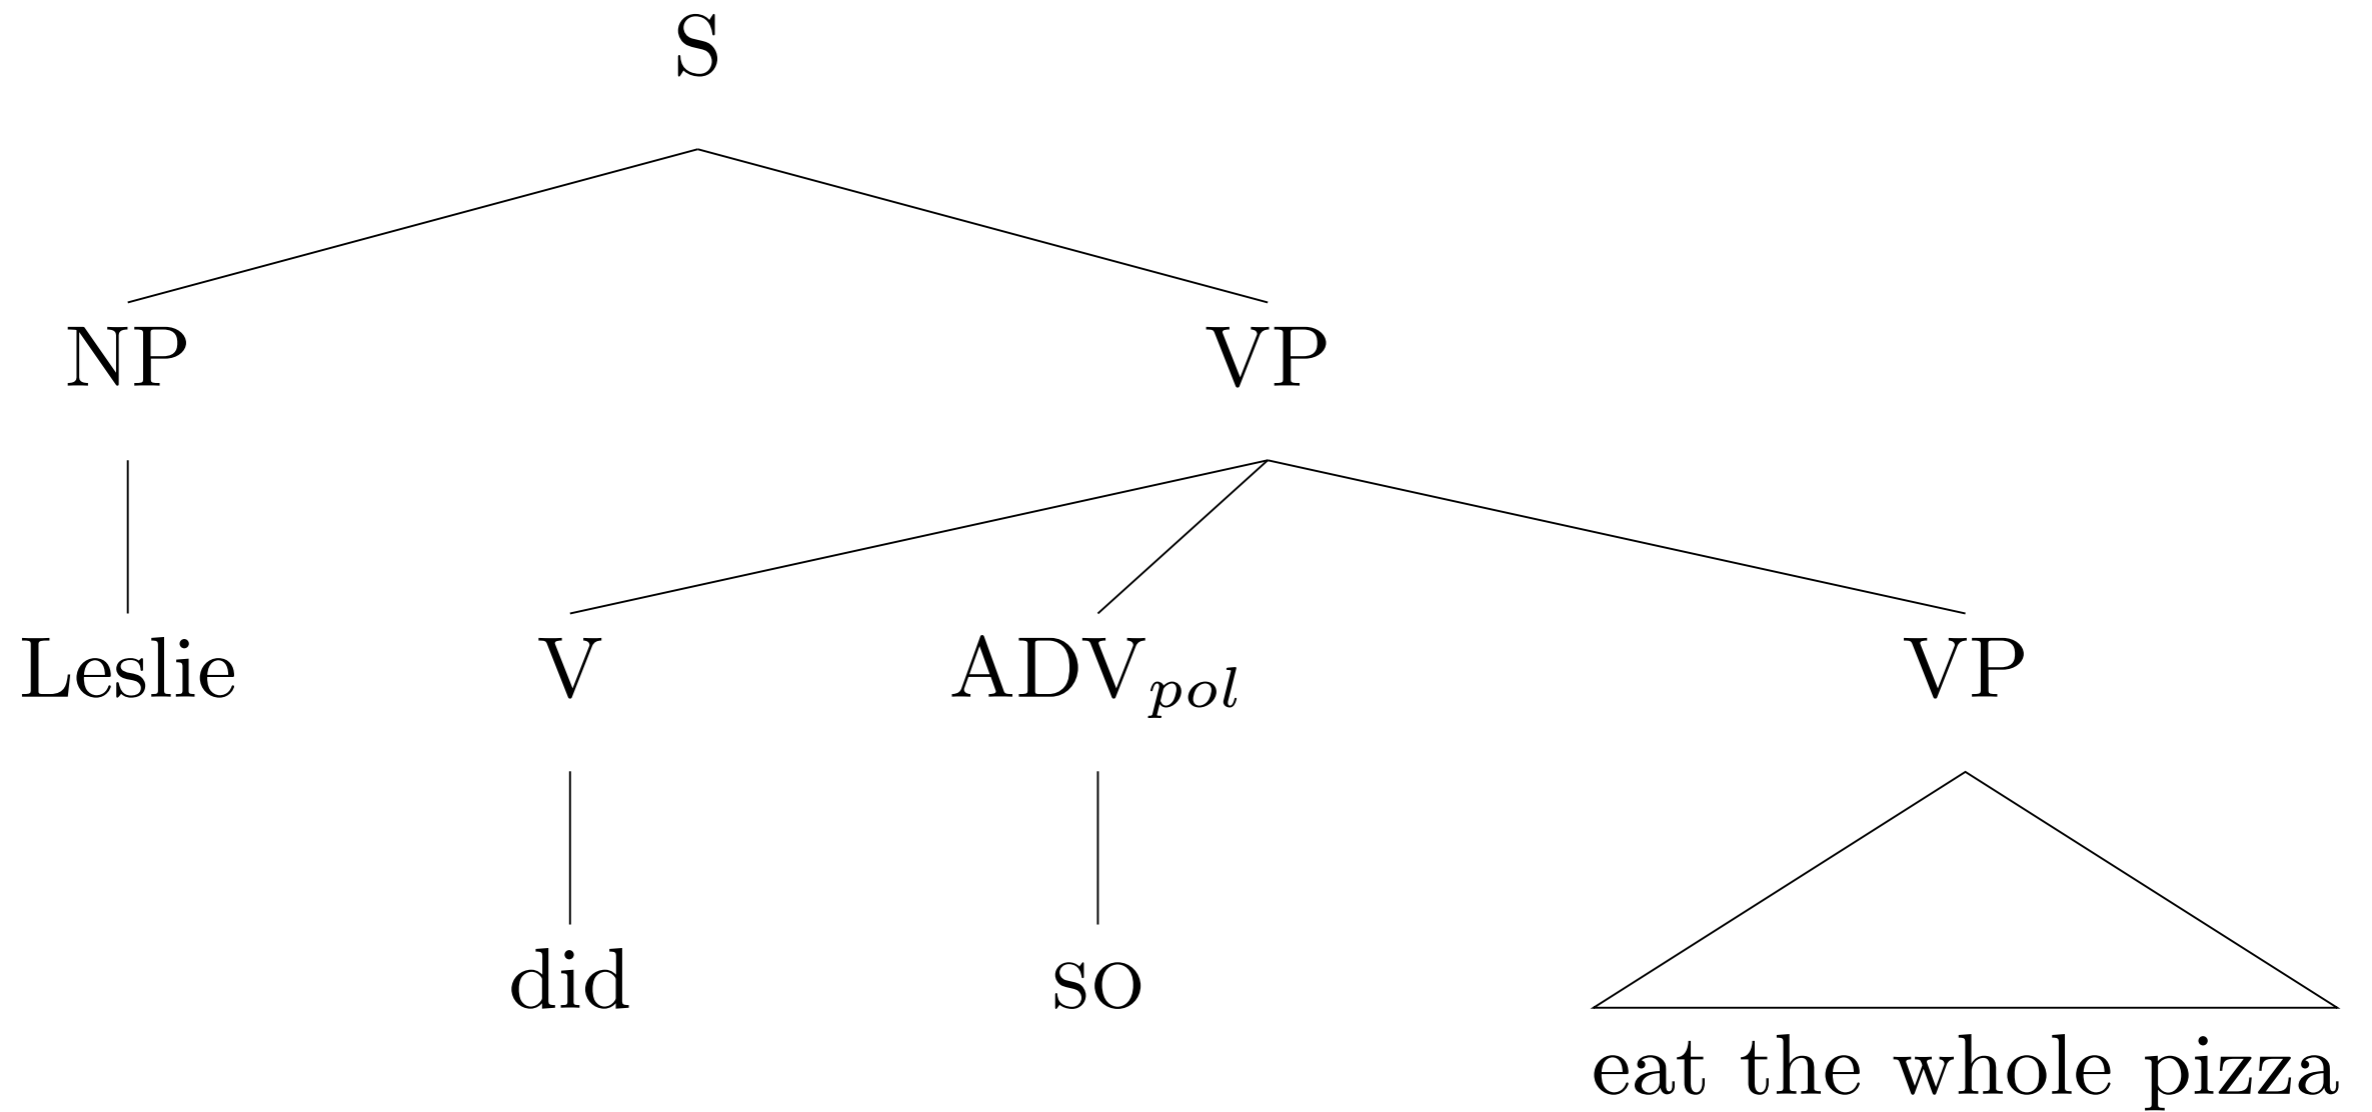 S
NP VP
Leslie V ADV_pol VP
did so
eat the whole pizza